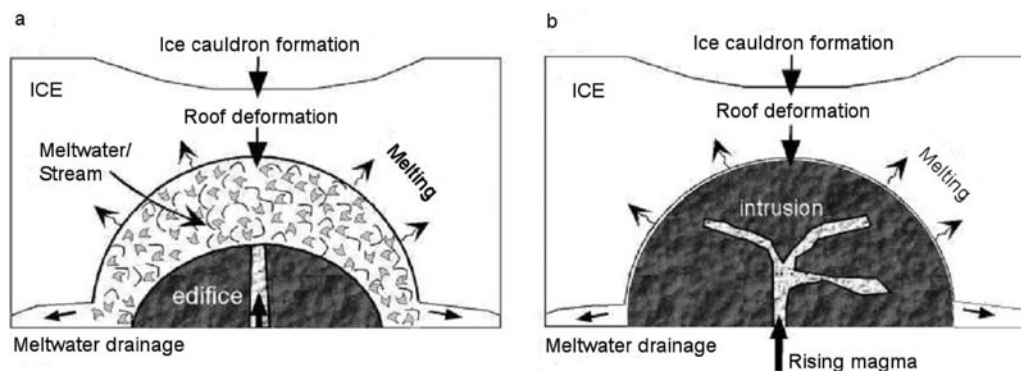 a
Ice cauldron formation
ICE
Roof deformation
Meltwater/
Stream
Melting
edifice
Meltwater drainage
b
Ice cauldron formation
ICE
Roof deformation
Melting
intrusion
Meltwater drainage
Rising magma